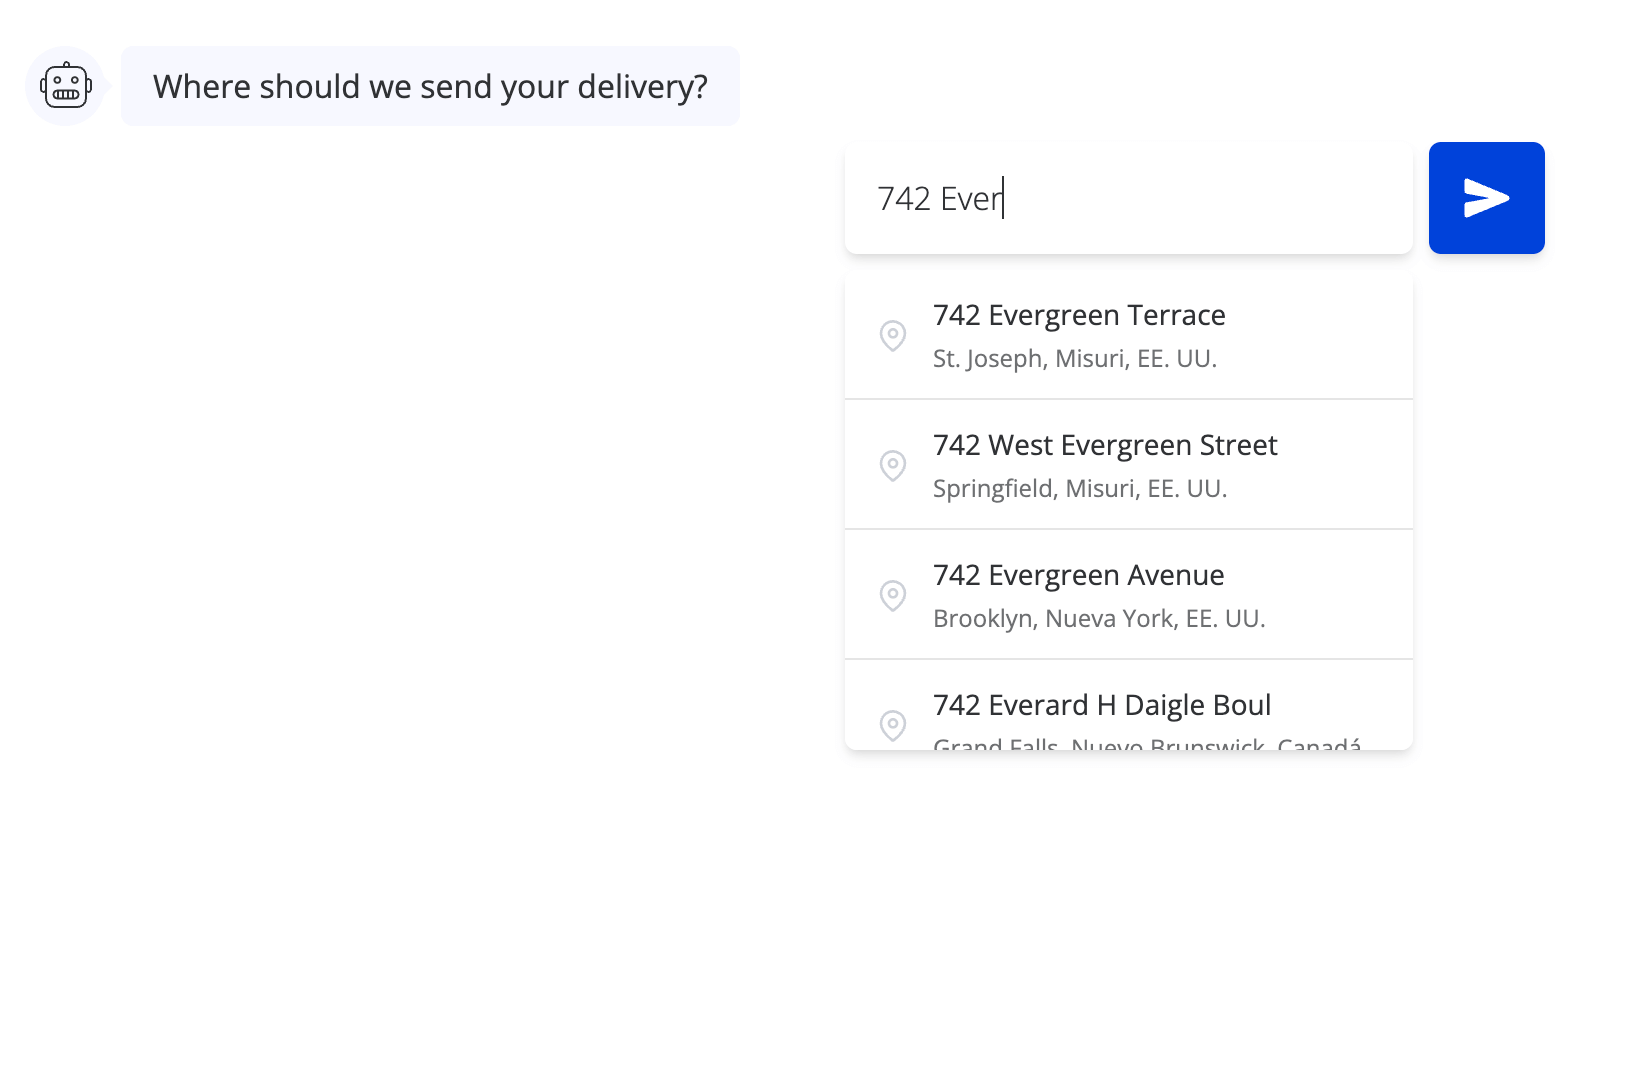 Where should we send your delivery?
742 Ever
742 Evergreen Terrace
St. Joseph, Misuri, EE. UU.
742 West Evergreen Street
Springfield, Misuri, EE. UU.
742 Evergreen Avenue
Brooklyn, Nueva York, EE. UU.
742 Everard H Daigle Boul
Grand Falls, Nuevo Brunswick, Canadá